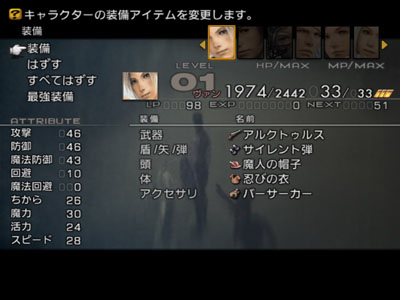 キャラクターの装備アイテムを変更します。
装備
装備
はずす
すべてはずす
最強装備
LEVEL HP/MAX MP/MAX
01 ヴァン 1974/2442 033/33
LP 98 EXP 0 NEXT 51
ATTRIBUTE
攻撃 046
防御 046
魔法防御 043
回避 010
魔法回避 000
ちから 26
魔力 30
活力 24
スピード 28
装備 名前
武器 アルクトゥルス
盾/矢/弾 サイレント弾
頭 魔人の帽子
体 忍びの衣
アクセサリ バーサーカー